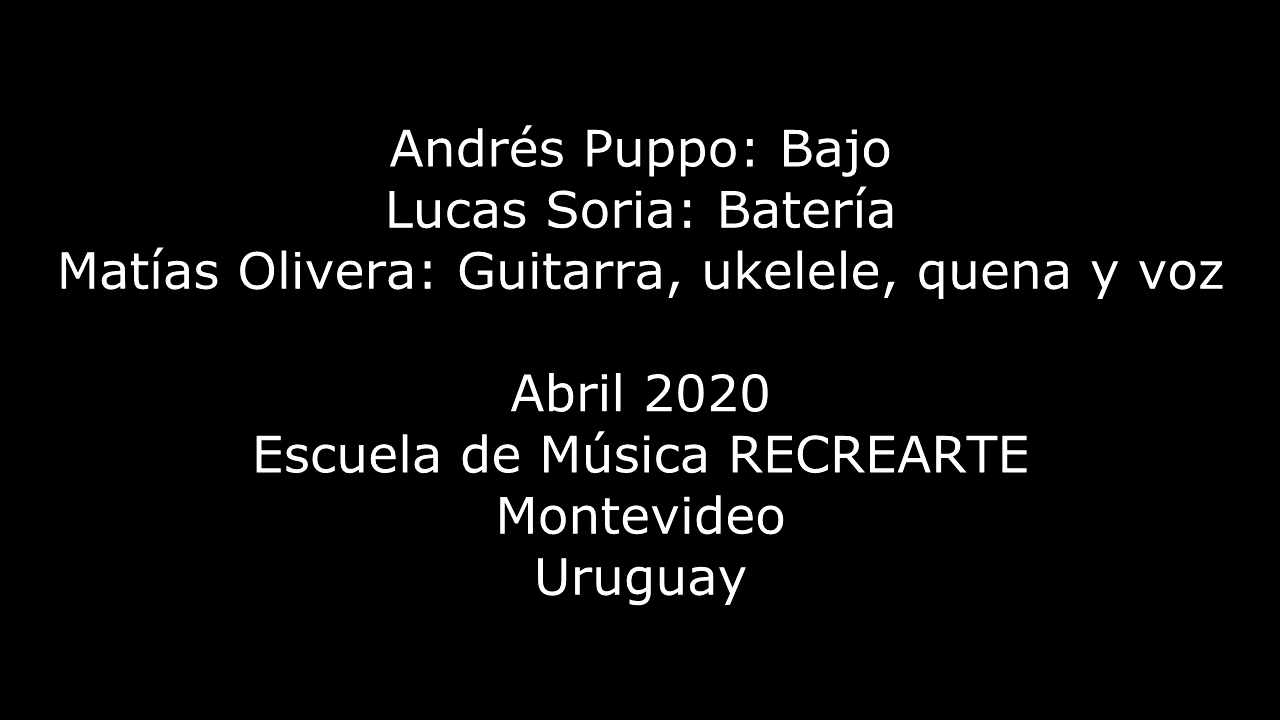 Andrés Puppo: Bajo
Lucas Soria: Batería
Matías Olivera: Guitarra, ukelele, quena y voz
Abril 2020
Escuela de Música RECREARTE
Montevideo
Uruguay